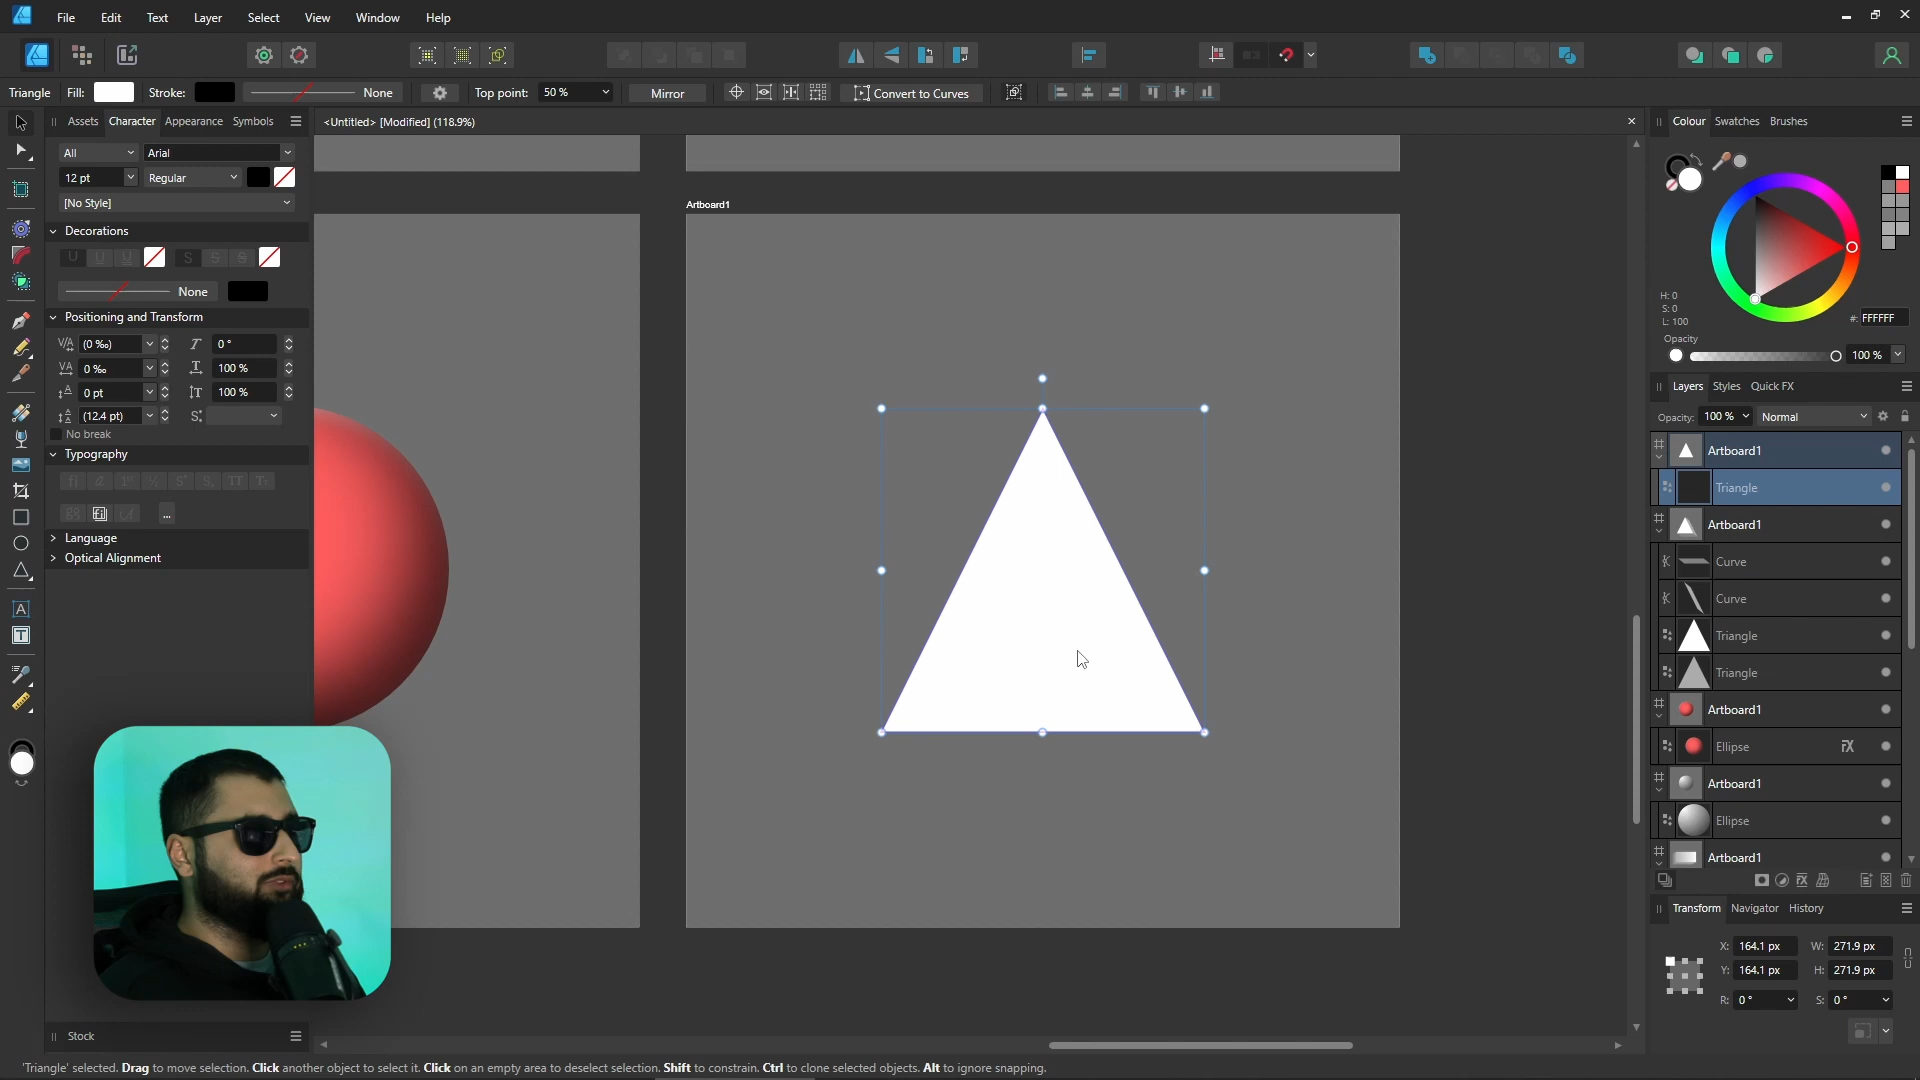 File Edit Text Layer Select View Window Help
Triangle Fill: Stroke: None Top point: 50 % Mirror Convert to Curves
Assets Character Appearance Symbols
<Untitled> [Modified] (118.9%)
Colour Swatches Brushes
All Arial
12 pt Regular
[No Style]
Decorations
None
Positioning and Transform
(0 ‰) 0 °
0 ‰ 100 %
0 pt 100 %
(12.4 pt)
No break
Typography
Language
Optical Alignment
Stock
Artboard1
H: 0
S: 0
L: 100
#: FFFFFF
Opacity
100 %
Layers Styles Quick FX
Opacity: 100 % Normal
Artboard1
Triangle
Artboard1
Curve
Curve
Triangle
Triangle
Artboard1
Ellipse
Artboard1
Ellipse
Artboard1
Transform Navigator History
X: 164.1 px W: 271.9 px
Y: 164.1 px H: 271.9 px
R: 0 ° S: 0 °
'Triangle' selected. Drag to move selection. Click another object to select it. Click on an empty area to deselect selection. Shift to constrain. Ctrl to clone selected objects. Alt to ignore snapping.